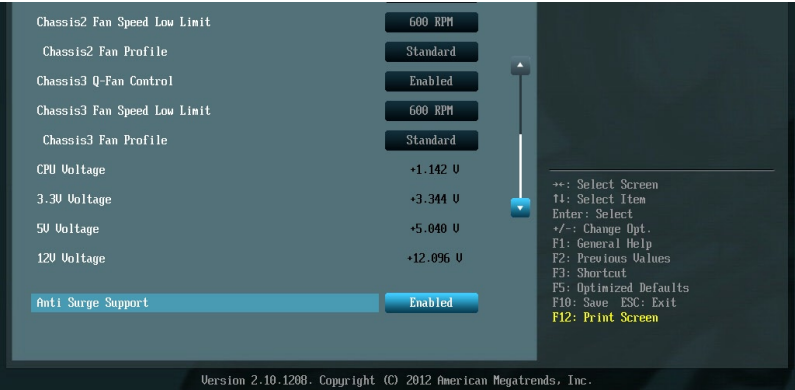 Chassis2 Fan Speed Low Limit 600 RPM
Chassis2 Fan Profile Standard
Chassis3 Q-Fan Control Enabled
Chassis3 Fan Speed Low Limit 600 RPM
Chassis3 Fan Profile Standard
CPU Voltage +1.142 V
3.3V Voltage +3.344 V
5V Voltage +5.040 V
12V Voltage +12.096 V
Anti Surge Support Enabled
→←: Select Screen
↑↓: Select Item
Enter: Select
+/-: Change Opt.
F1: General Help
F2: Previous Values
F3: Shortcut
F5: Optimized Defaults
F10: Save ESC: Exit
F12: Print Screen
Version 2.10.1208. Copyright (C) 2012 American Megatrends, Inc.